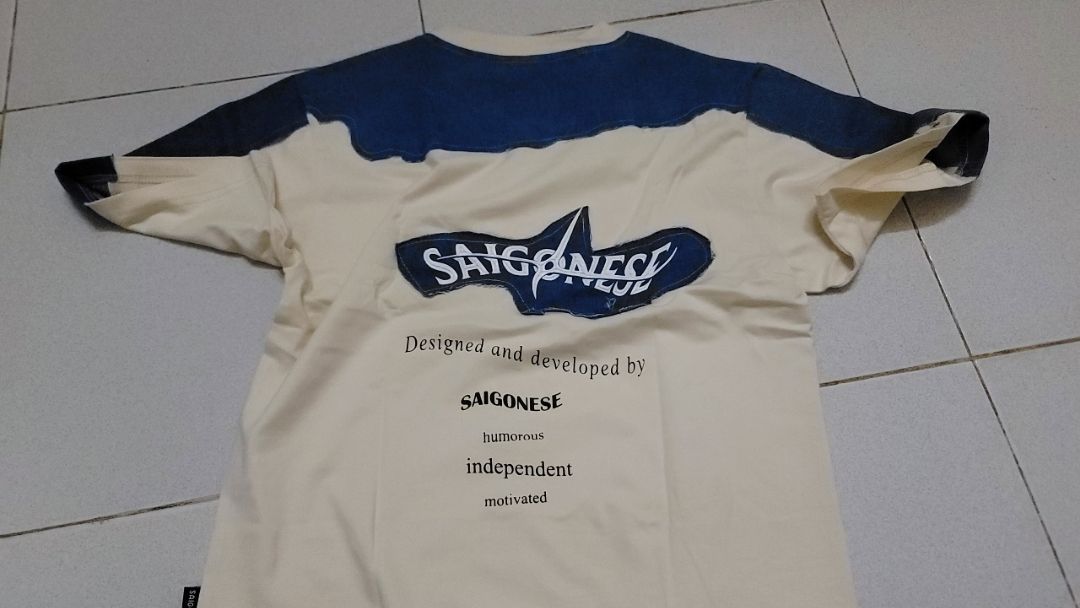 SAIGONESE
Designed and developed by
SAIGONESE
humorous
independent
motivated